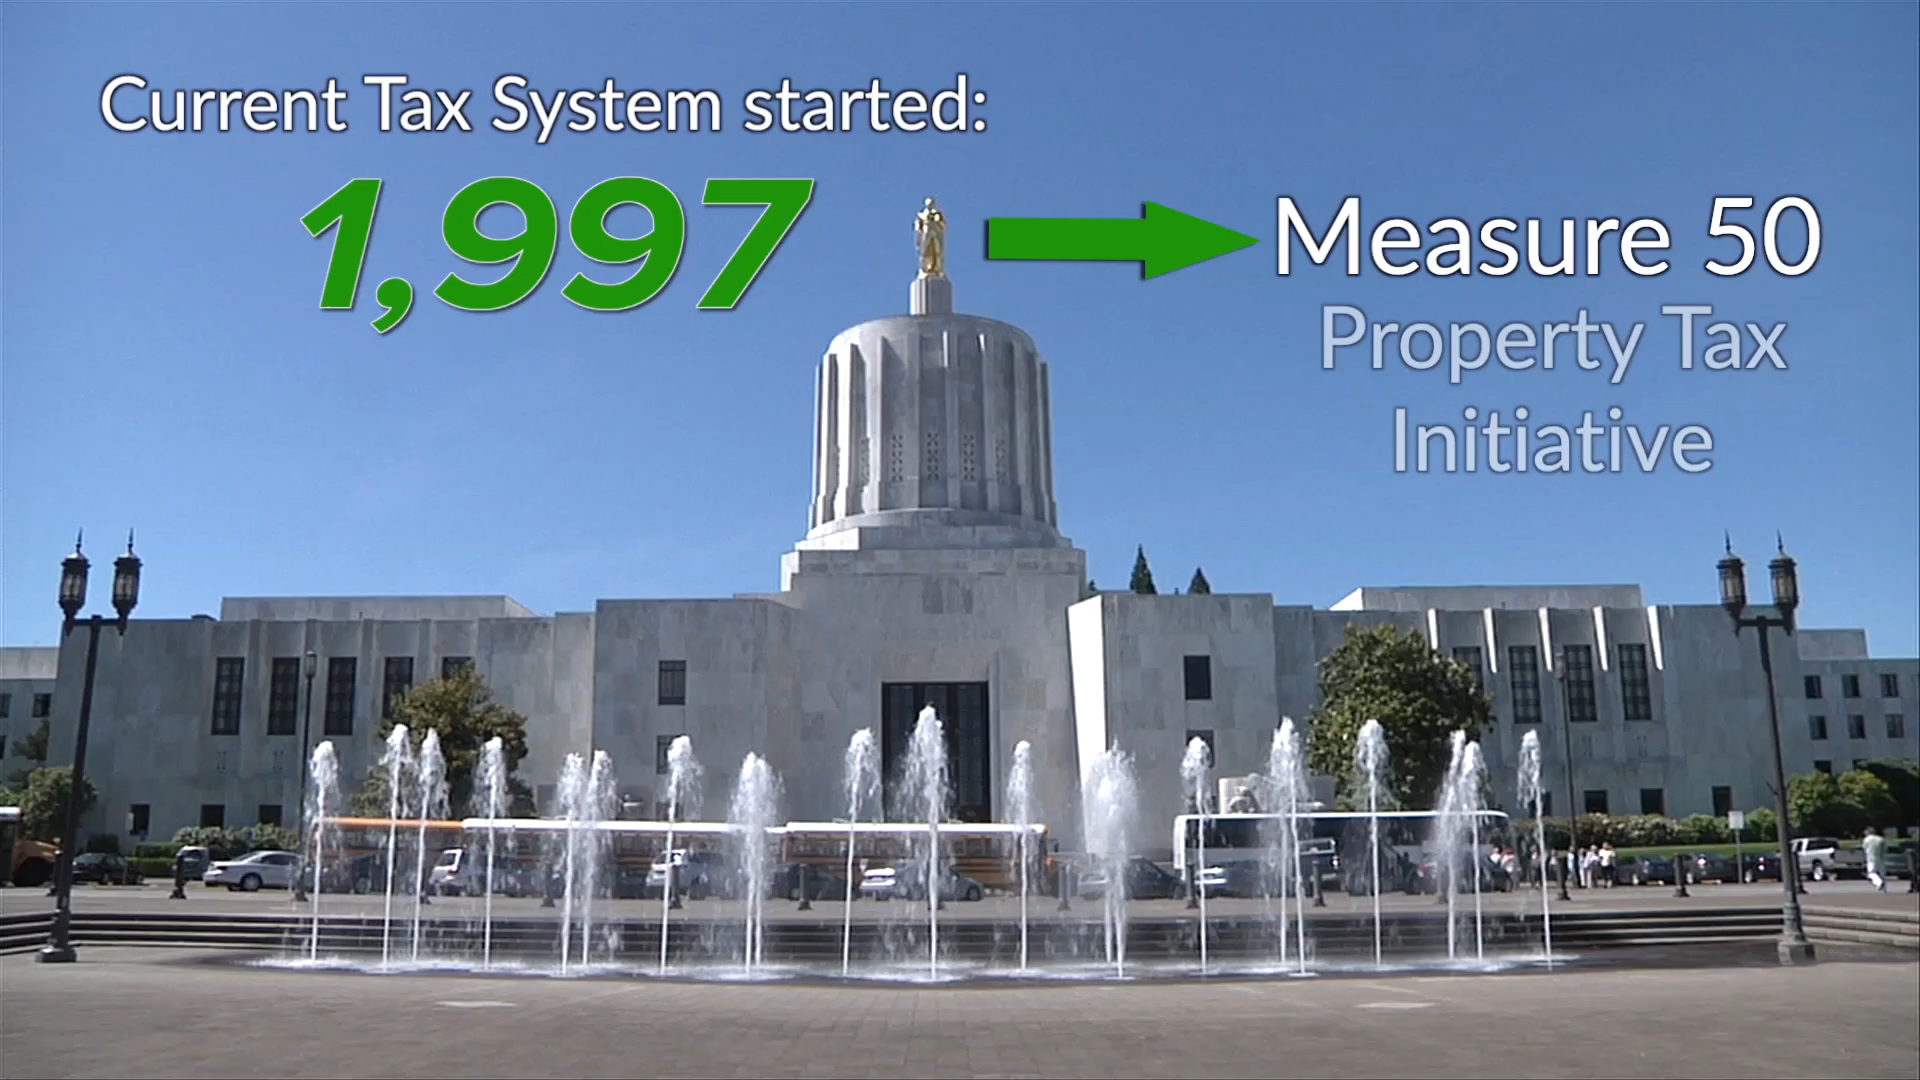 Current Tax System started:
1,997
Measure 50
Property Tax
Initiative